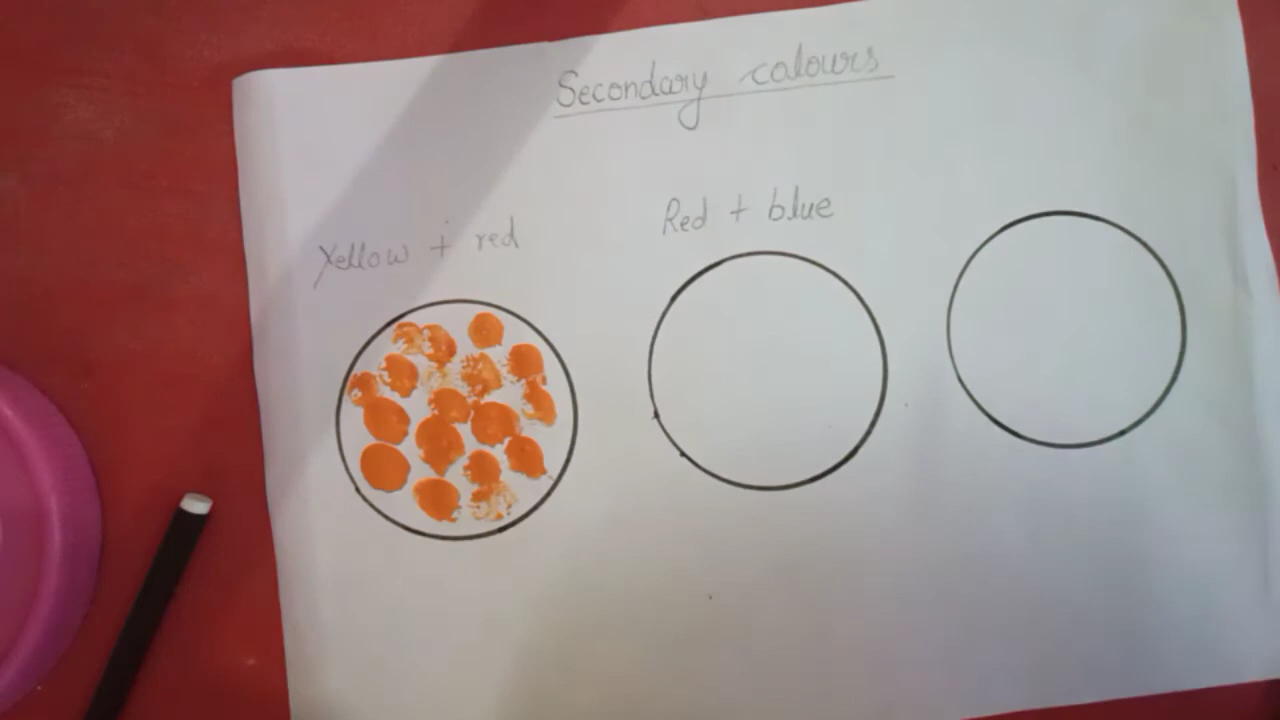 Secondary colours
Yellow + red
Red + blue